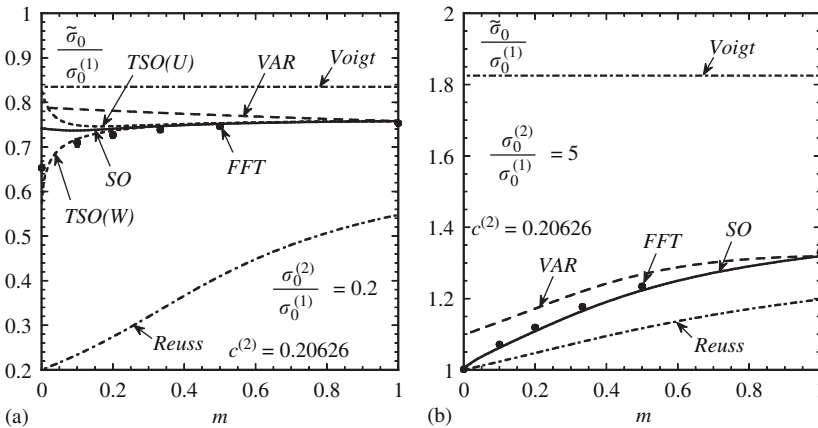 1
0.9
0.8
0.7
0.6
0.5
0.4
0.3
0.2
σ̃₀ / σ₀⁽¹⁾
TSO(U)
VAR
Voigt
SO
FFT
TSO(W)
σ₀⁽²⁾ / σ₀⁽¹⁾ = 0.2
Reuss
c⁽²⁾ = 0.20626
0 0.2 0.4 0.6 0.8 1
(a)
m
2
1.8
1.6
1.4
1.2
1
σ̃₀ / σ₀⁽¹⁾
Voigt
σ₀⁽²⁾ / σ₀⁽¹⁾ = 5
c⁽²⁾ = 0.20626
FFT
SO
VAR
Reuss
0 0.2 0.4 0.6 0.8 1
(b)
m